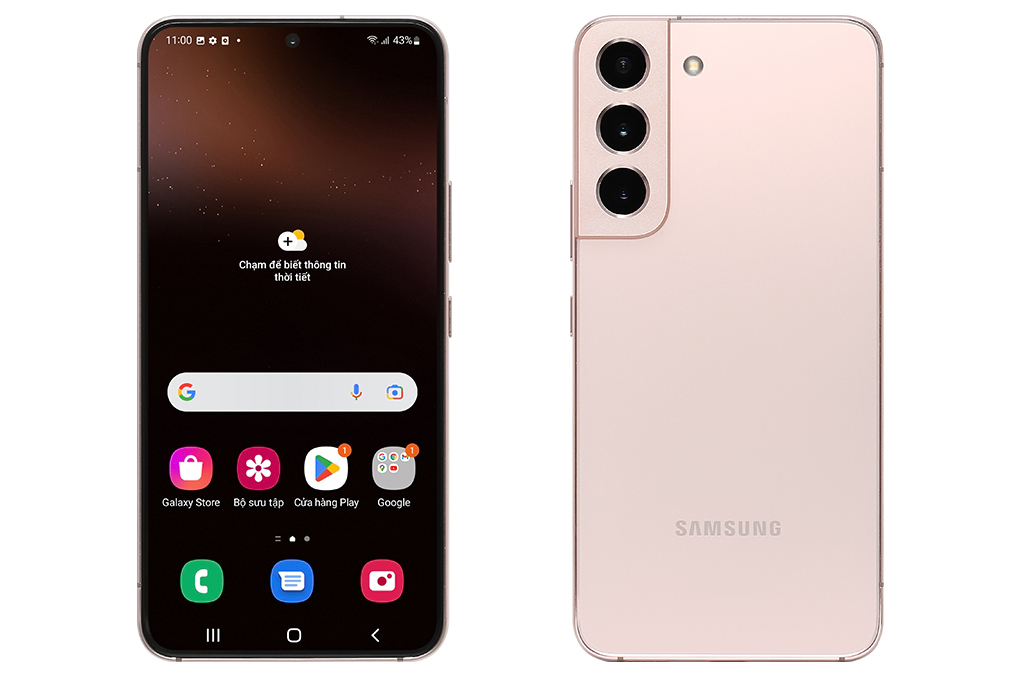 11:00
43%
Chạm để biết thông tin
thời tiết
Galaxy Store
Bộ sưu tập
Cửa hàng Play
Google
1
1
SAMSUNG